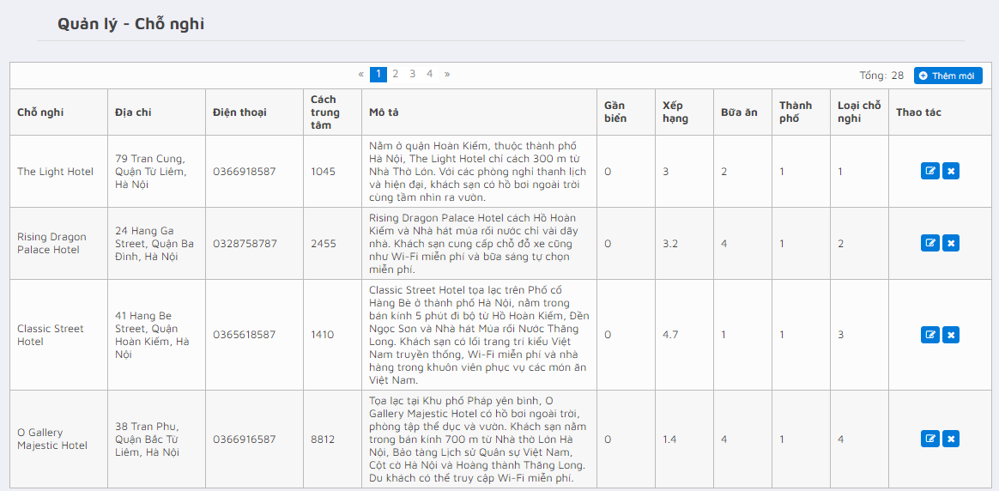 Quản lý - Chỗ nghỉ
« 1 2 3 4 »
Tổng: 28
Thêm mới
Chỗ nghỉ
Địa chỉ
Điện thoại
Cách
trung
tâm
Mô tả
Gần
biển
Xếp
hạng
Bữa ăn
Thành
phố
Loại chỗ
nghỉ
Thao tác
The Light Hotel
79 Tran Cung,
Quận Từ Liêm,
Hà Nội
0366918587
1045
Nằm ở quận Hoàn Kiếm, thuộc thành phố
Hà Nội, The Light Hotel chỉ cách 300 m từ
Nhà Thờ Lớn. Với các phòng nghỉ thanh lịch
và hiện đại, khách sạn có hồ bơi ngoài trời
cùng tầm nhìn ra vườn.
0
3
2
1
1
Rising Dragon
Palace Hotel
24 Hang Ga
Street, Quận Ba
Đình, Hà Nội
0328758787
2455
Rising Dragon Palace Hotel cách Hồ Hoàn
Kiếm và Nhà hát múa rối nước chỉ vài dãy
nhà. Khách sạn cung cấp chỗ đỗ xe cũng
như Wi-Fi miễn phí và bữa sáng tự chọn
miễn phí.
0
3.2
4
1
2
Classic Street
Hotel
41 Hang Be
Street, Quận
Hoàn Kiếm, Hà
Nội
0365618587
1410
Classic Street Hotel tọa lạc trên Phố cổ
Hàng Bè ở thành phố Hà Nội, nằm trong
bán kính 5 phút đi bộ từ Hồ Hoàn Kiếm, Đền
Ngọc Sơn và Nhà hát Múa rối Nước Thăng
Long. Khách sạn có lối trang trí kiểu Việt
Nam truyền thống, Wi-Fi miễn phí và nhà
hàng trong khuôn viên phục vụ các món ăn
Việt Nam.
0
4.7
1
1
3
O Gallery
Majestic Hotel
38 Tran Phu,
Quận Bắc Từ
Liêm, Hà Nội
0366916587
8812
Tọa lạc tại Khu phố Pháp yên bình, O
Gallery Majestic Hotel có hồ bơi ngoài trời,
phòng tập thể dục và vườn. Khách sạn nằm
trong bán kính 700 m từ Nhà thờ Lớn Hà
Nội, Bảo tàng Lịch sử Quân sự Việt Nam,
Cột cờ Hà Nội và Hoàng thành Thăng Long.
Du khách có thể truy cập Wi-Fi miễn phí.
0
1.4
4
1
4